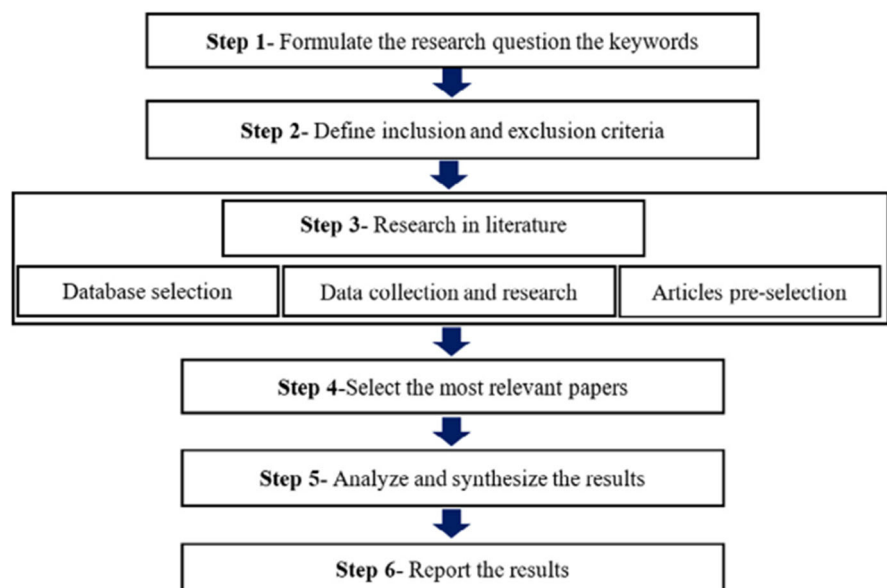 Step 1- Formulate the research question the keywords
Step 2- Define inclusion and exclusion criteria
Step 3- Research in literature
Database selection
Data collection and research
Articles pre-selection
Step 4-Select the most relevant papers
Step 5- Analyze and synthesize the results
Step 6- Report the results